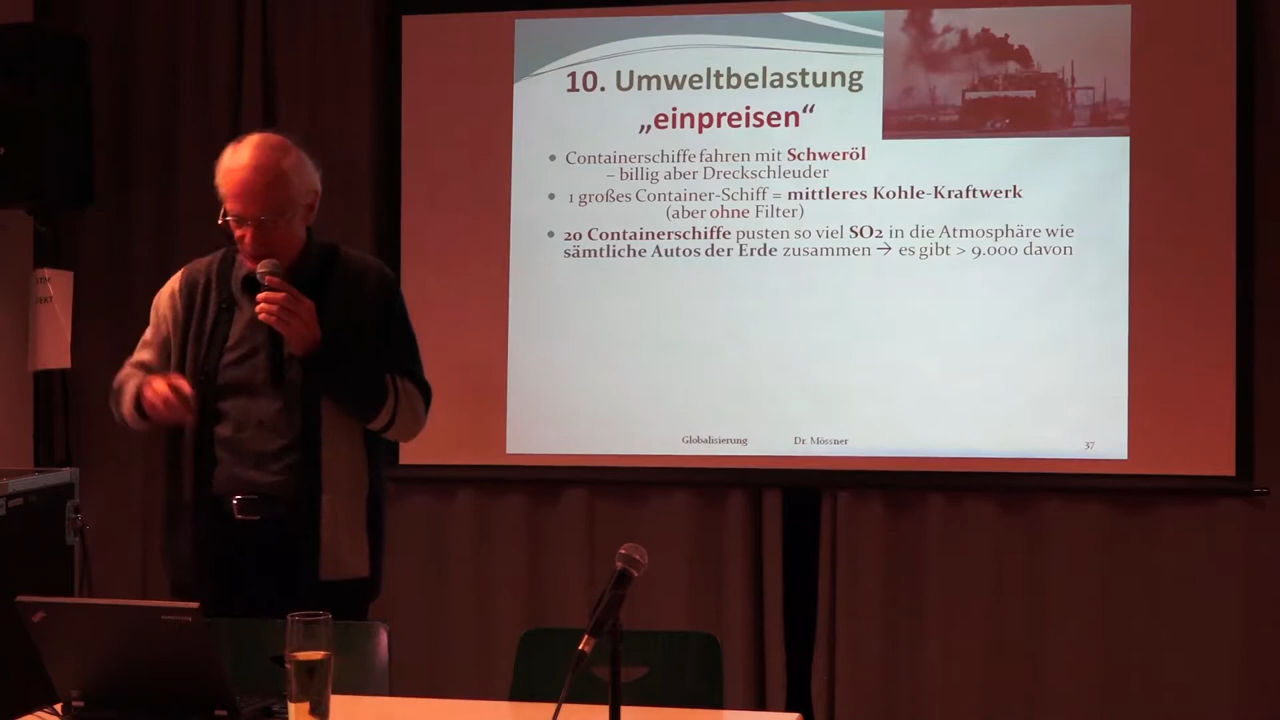 10. Umweltbelastung
„einpreisen“
• Containerschiffe fahren mit Schweröl
– billig aber Dreckschleuder
• 1 großes Container-Schiff = mittleres Kohle-Kraftwerk
(aber ohne Filter)
• 20 Containerschiffe pusten so viel SO2 in die Atmosphäre wie
sämtliche Autos der Erde zusammen → es gibt > 9.000 davon
Globalisierung Dr. Mössner 37